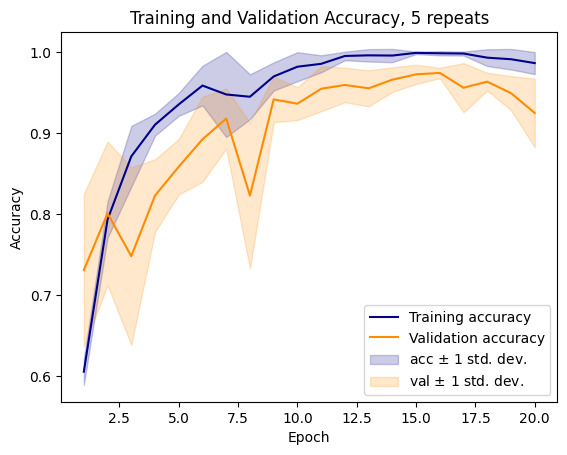 Training and Validation Accuracy, 5 repeats
1.0
0.9
0.8
0.7
0.6
Accuracy
Training accuracy
Validation accuracy
acc ± 1 std. dev.
val ± 1 std. dev.
2.5 5.0 7.5 10.0 12.5 15.0 17.5 20.0
Epoch